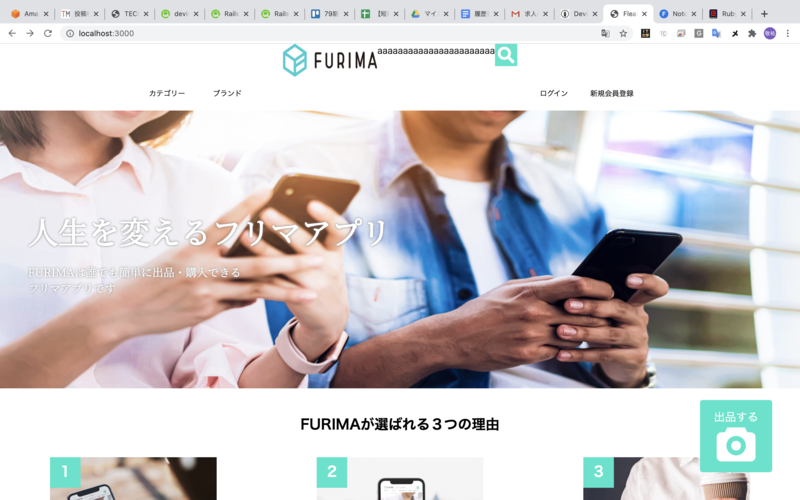 Ama
投稿
TEC
devi
Rails
Rails
79期
【短
マイ
履歴
求人
Dev
Flea
Note
Rub
localhost:3000
FURIMA
aaaaaaaaaaaaaaaaaaaaaaa
カテゴリー ブランド ログイン 新規会員登録
人生を変えるフリマアプリ
FURIMAは誰でも簡単に出品・購入できる
フリマアプリです
FURIMAが選ばれる３つの理由
出品する
1 2 3